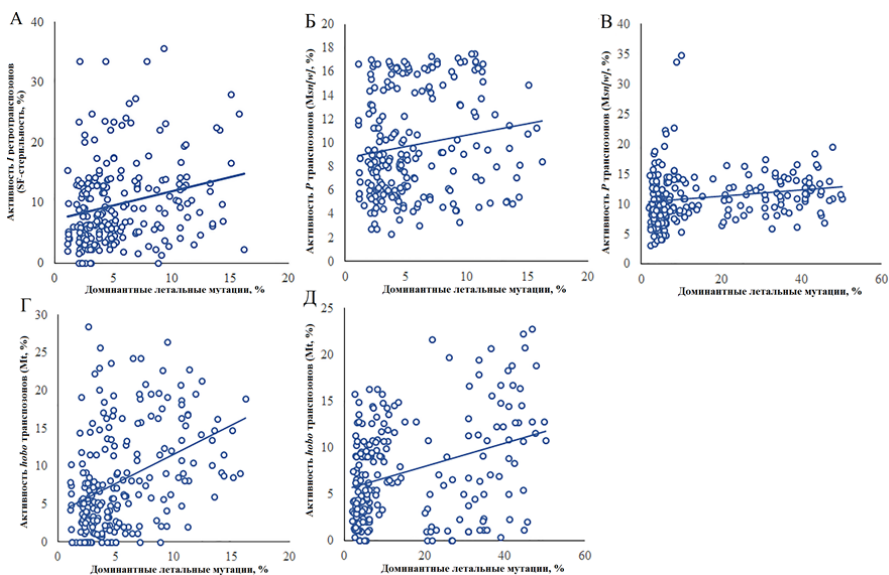 А
Активность I ретротранспозонов
(SF-стерильность, %)
40
30
20
10
0
0 5 10 15 20
Доминантные летальные мутации, %
Б
Активность P транспозонов (Msn[w], %)
20
18
16
14
12
10
8
6
4
2
0
0 5 10 15 20
Доминантные летальные мутации, %
В
Активность P транспозонов (Msn[w], %)
40
35
30
25
20
15
10
5
0
0 20 40 60
Доминантные летальные мутации, %
Г
Активность hobo транспозонов (Mt, %)
30
25
20
15
10
5
0
0 5 10 15 20
Доминантные летальные мутации, %
Д
Активность hobo транспозонов (Mt, %)
25
20
15
10
5
0
0 20 40 60
Доминантные летальные мутации, %